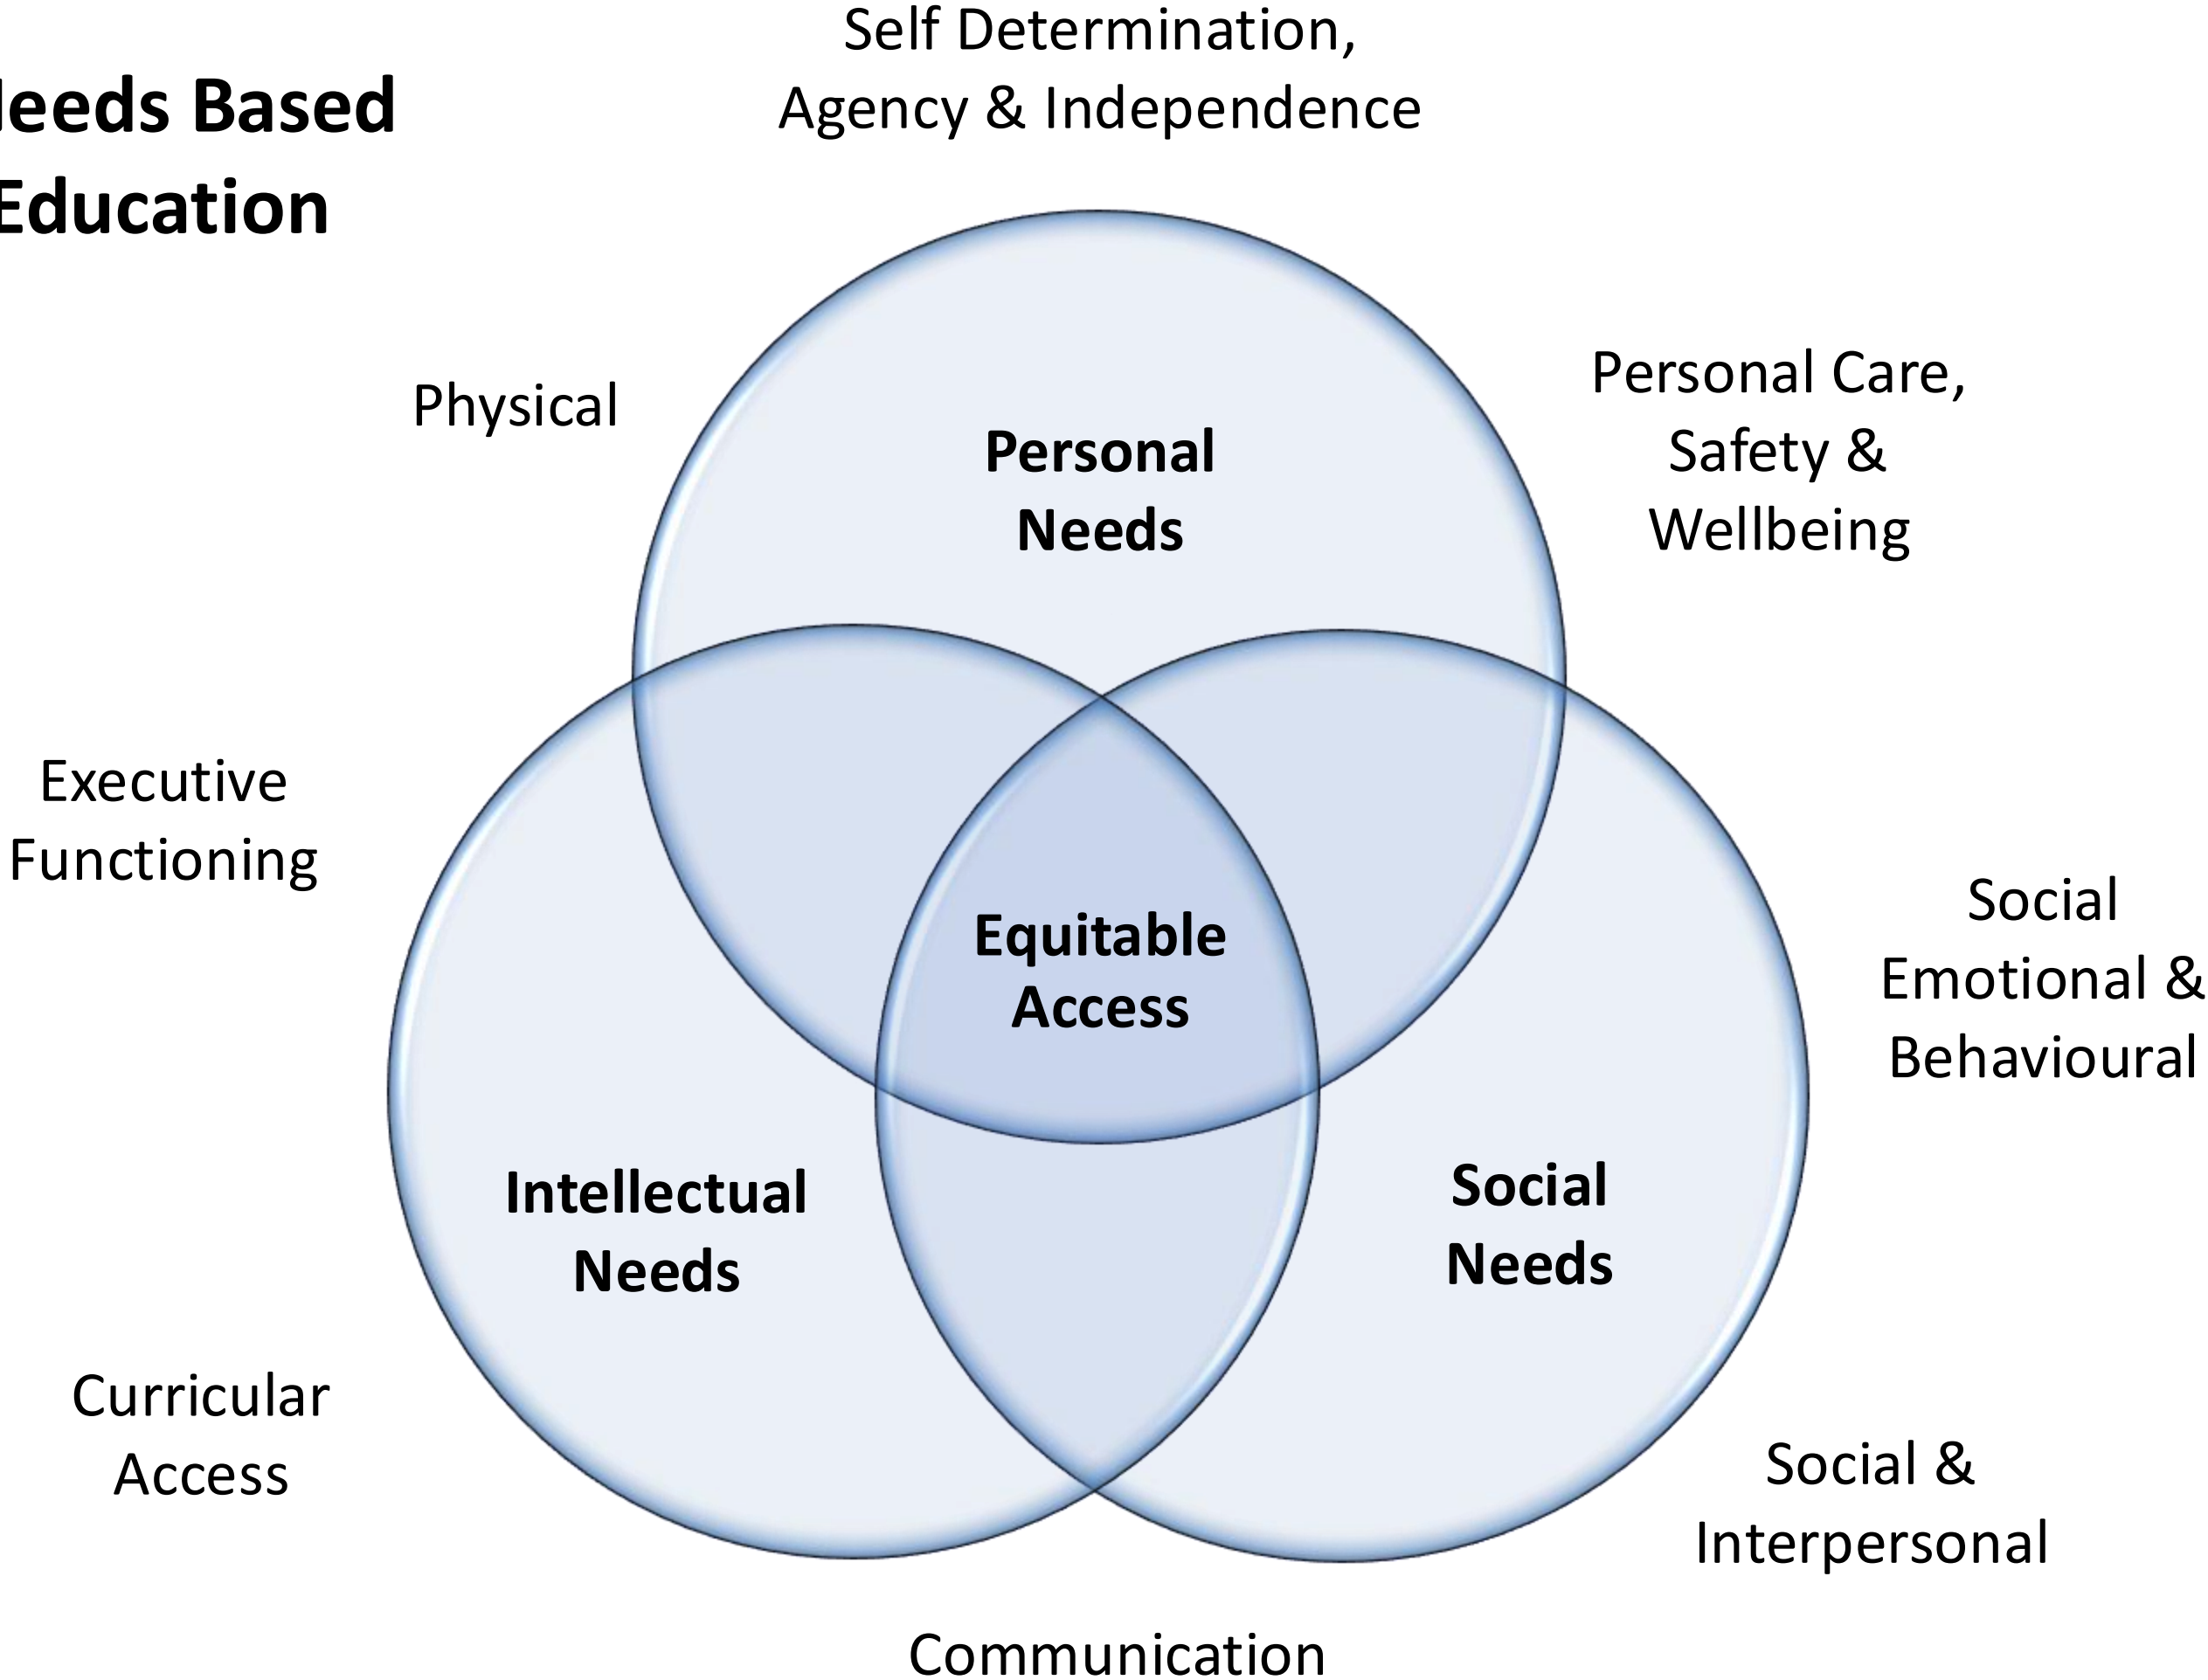 Needs Based
Education
Self Determination,
Agency & Independence
Physical
Personal Care,
Safety &
Wellbeing
Personal
Needs
Executive
Functioning
Social
Emotional &
Behavioural
Equitable
Access
Intellectual
Needs
Social
Needs
Curricular
Access
Social &
Interpersonal
Communication